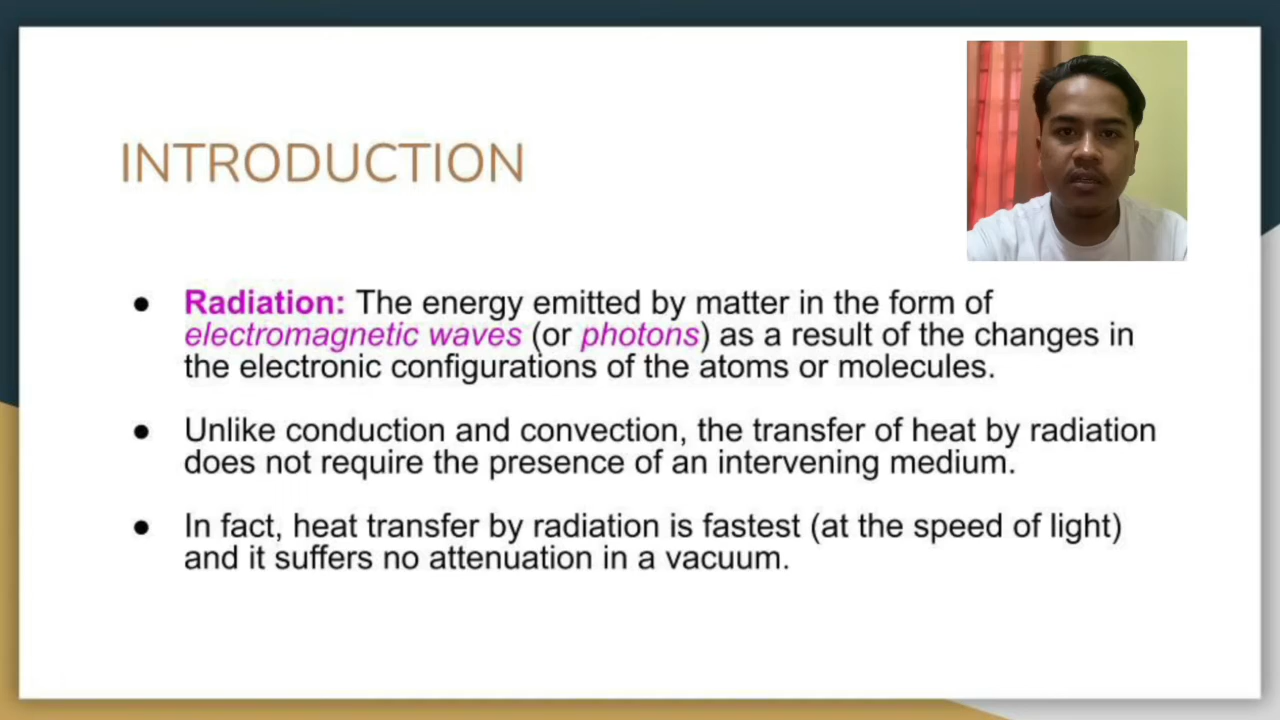 INTRODUCTION
● Radiation: The energy emitted by matter in the form of
electromagnetic waves (or photons) as a result of the changes in
the electronic configurations of the atoms or molecules.
● Unlike conduction and convection, the transfer of heat by radiation
does not require the presence of an intervening medium.
● In fact, heat transfer by radiation is fastest (at the speed of light)
and it suffers no attenuation in a vacuum.